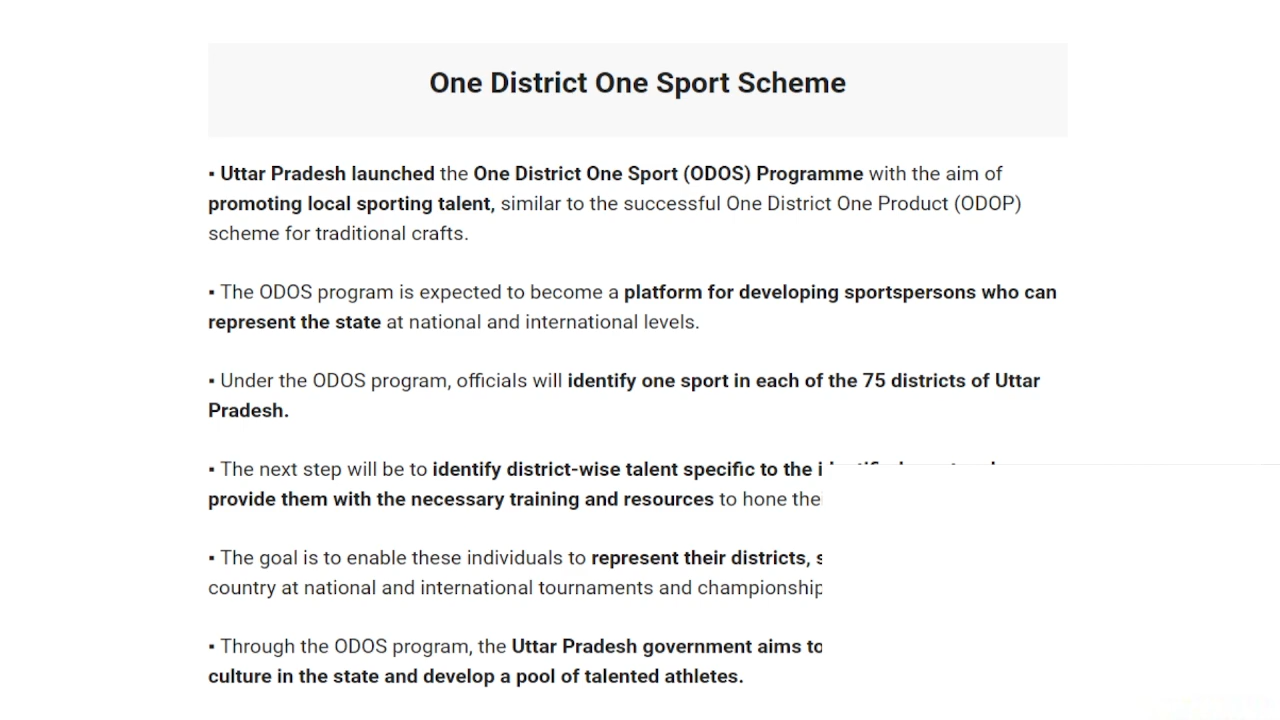 One District One Sport Scheme
▪ Uttar Pradesh launched the One District One Sport (ODOS) Programme with the aim of
promoting local sporting talent, similar to the successful One District One Product (ODOP)
scheme for traditional crafts.
▪ The ODOS program is expected to become a platform for developing sportspersons who can
represent the state at national and international levels.
▪ Under the ODOS program, officials will identify one sport in each of the 75 districts of Uttar
Pradesh.
▪ The next step will be to identify district-wise talent specific to the
provide them with the necessary training and resources to hone
▪ The goal is to enable these individuals to represent their districts,
country at national and international tournaments and
▪ Through the ODOS program, the Uttar Pradesh government aims to
culture in the state and develop a pool of talented athletes.